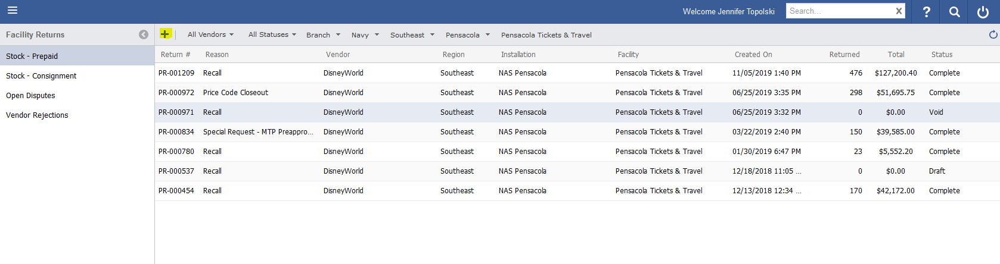 Welcome Jennifer Topolski Search... X ?
Facility Returns All Vendors All Statuses Branch Navy Southeast Pensacola Pensacola Tickets & Travel
Stock - Prepaid
Stock - Consignment
Open Disputes
Vendor Rejections
Return # Reason Vendor Region Installation Facility Created On Returned Total Status
PR-001209 Recall DisneyWorld Southeast NAS Pensacola Pensacola Tickets & Travel 11/05/2019 1:40 PM 476 $127,200.40 Complete
PR-000972 Price Code Closeout DisneyWorld Southeast NAS Pensacola Pensacola Tickets & Travel 06/25/2019 3:35 PM 298 $51,695.75 Complete
PR-000971 Recall DisneyWorld Southeast NAS Pensacola Pensacola Tickets & Travel 06/25/2019 3:32 PM 0 $0.00 Void
PR-000834 Special Request - MTP Preappro... DisneyWorld Southeast NAS Pensacola Pensacola Tickets & Travel 03/22/2019 2:40 PM 150 $39,585.00 Complete
PR-000780 Recall DisneyWorld Southeast NAS Pensacola Pensacola Tickets & Travel 01/30/2019 6:47 PM 23 $5,552.20 Complete
PR-000537 Recall DisneyWorld Southeast NAS Pensacola Pensacola Tickets & Travel 12/18/2018 11:05 ... 0 $0.00 Draft
PR-000454 Recall DisneyWorld Southeast NAS Pensacola Pensacola Tickets & Travel 12/13/2018 12:34 ... 170 $42,172.00 Complete